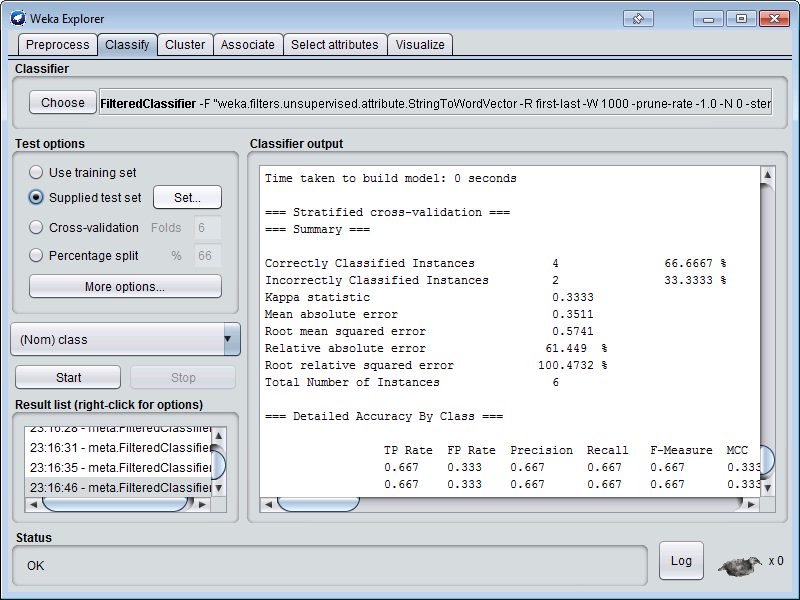 Weka Explorer
Preprocess Classify Cluster Associate Select attributes Visualize
Classifier
Choose FilteredClassifier -F "weka.filters.unsupervised.attribute.StringToWordVector -R first-last -W 1000 -prune-rate -1.0 -N 0 -ster
Test options
Use training set
Supplied test set Set...
Cross-validation Folds 6
Percentage split % 66
More options...
(Nom) class
Start Stop
Result list (right-click for options)
23:16:28 - meta.FilteredClassifier
23:16:31 - meta.FilteredClassifier
23:16:35 - meta.FilteredClassifier
23:16:46 - meta.FilteredClassifier
Classifier output
Time taken to build model: 0 seconds
=== Stratified cross-validation ===
=== Summary ===
Correctly Classified Instances 4 66.6667 %
Incorrectly Classified Instances 2 33.3333 %
Kappa statistic 0.3333
Mean absolute error 0.3511
Root mean squared error 0.5741
Relative absolute error 61.449 %
Root relative squared error 100.4732 %
Total Number of Instances 6
=== Detailed Accuracy By Class ===
TP Rate FP Rate Precision Recall F-Measure MCC
0.667 0.333 0.667 0.667 0.667 0.333
0.667 0.333 0.667 0.667 0.667 0.333
Status
OK
Log x 0